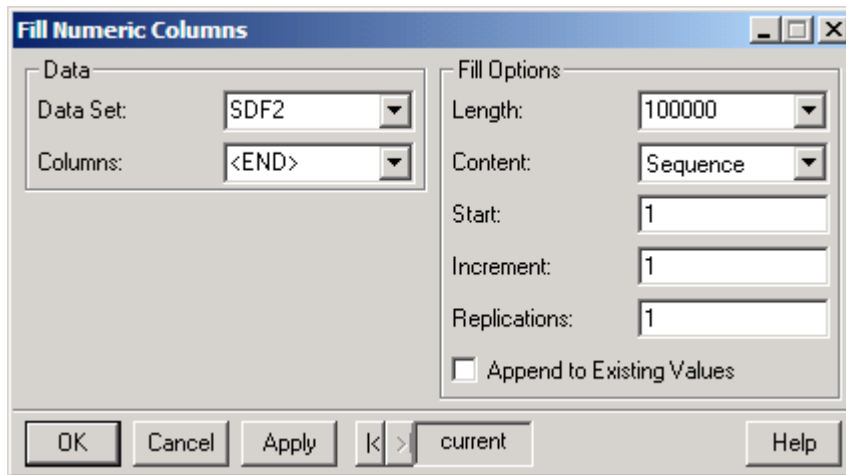 Fill Numeric Columns
Data
Data Set: SDF2
Columns: <END>
Fill Options
Length: 100000
Content: Sequence
Start: 1
Increment: 1
Replications: 1
Append to Existing Values
OK Cancel Apply |< >| current Help